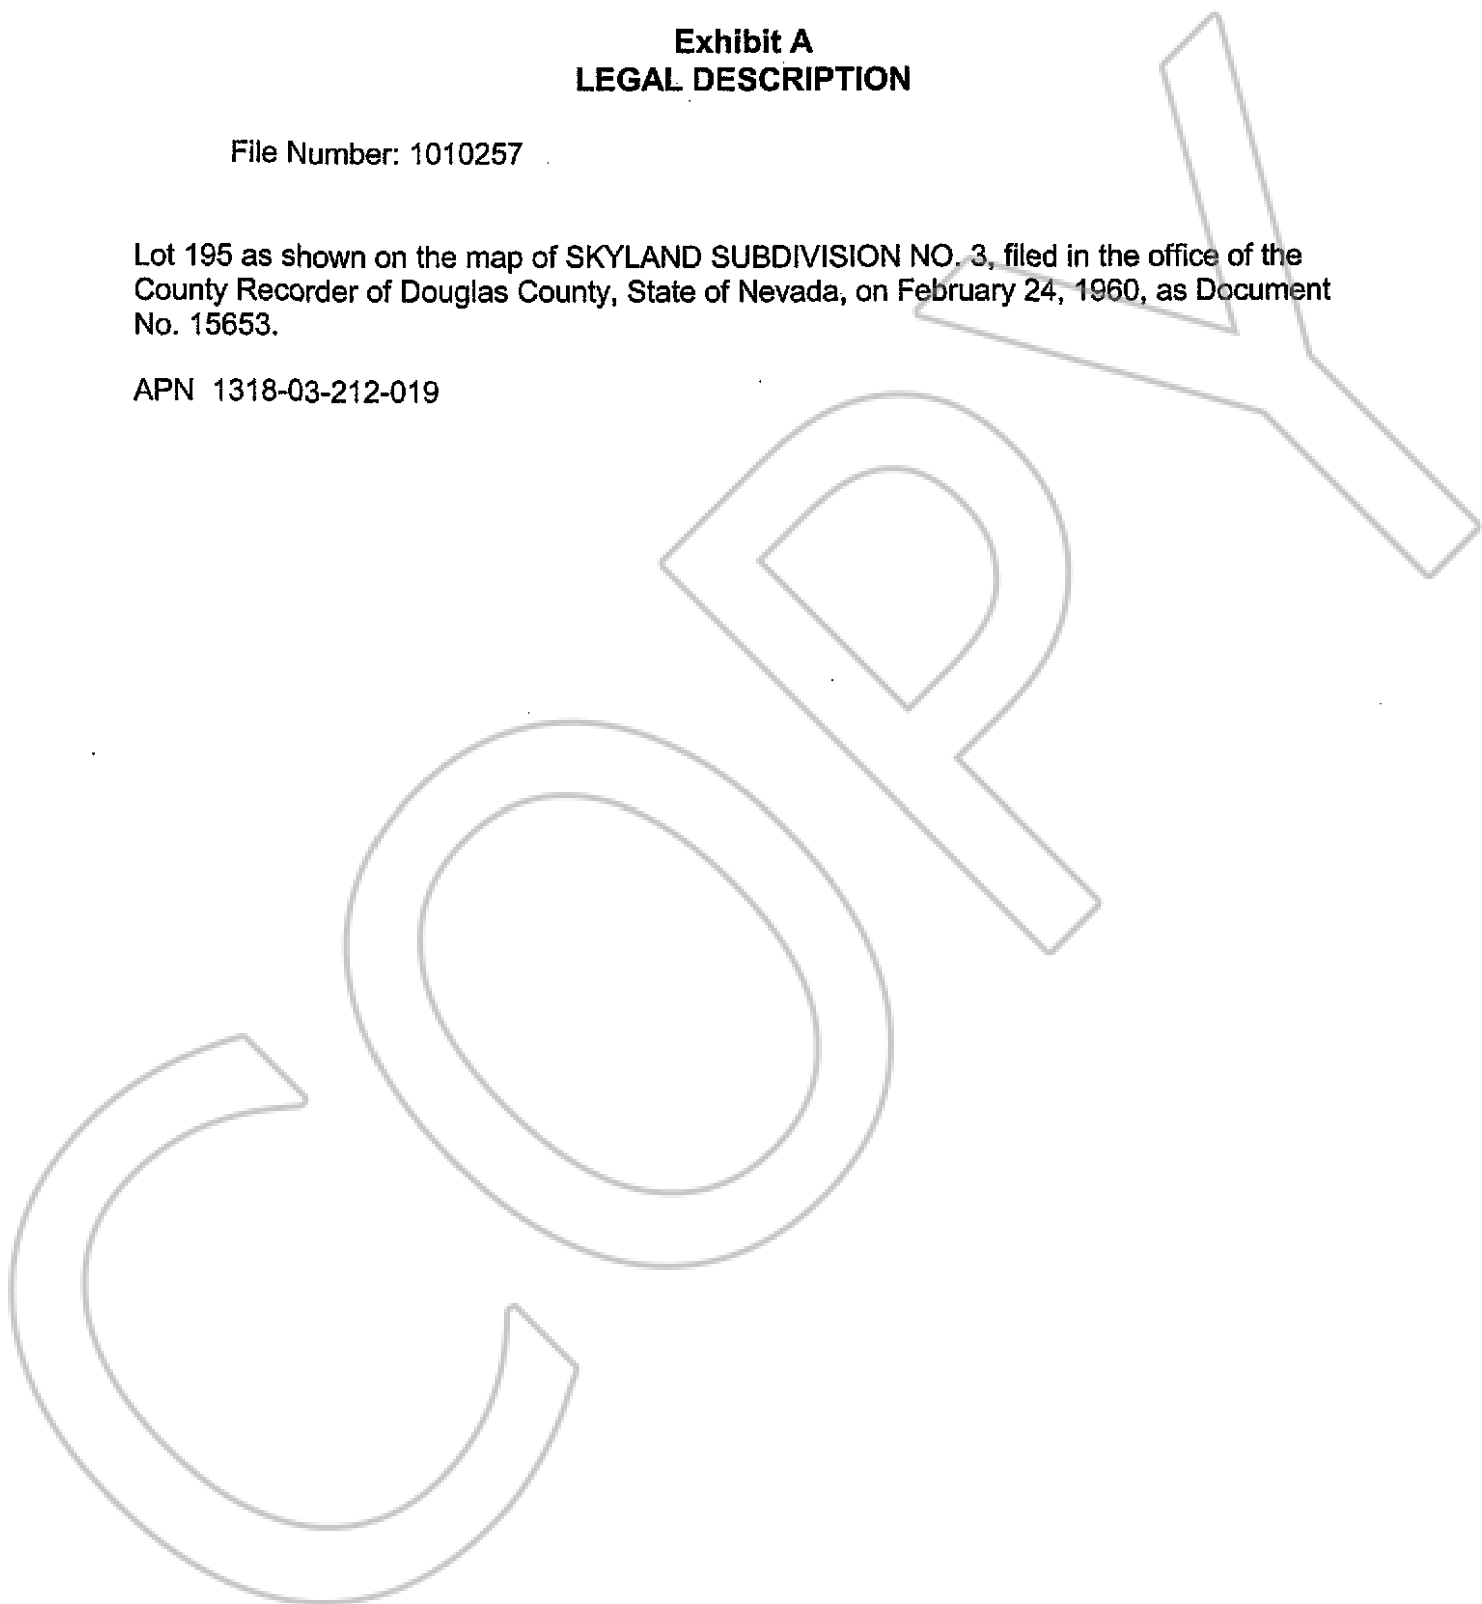 Exhibit A
LEGAL DESCRIPTION
File Number: 1010257
Lot 195 as shown on the map of SKYLAND SUBDIVISION NO. 3, filed in the office of the
County Recorder of Douglas County, State of Nevada, on February 24, 1960, as Document
No. 15653.
APN 1318-03-212-019
COPY